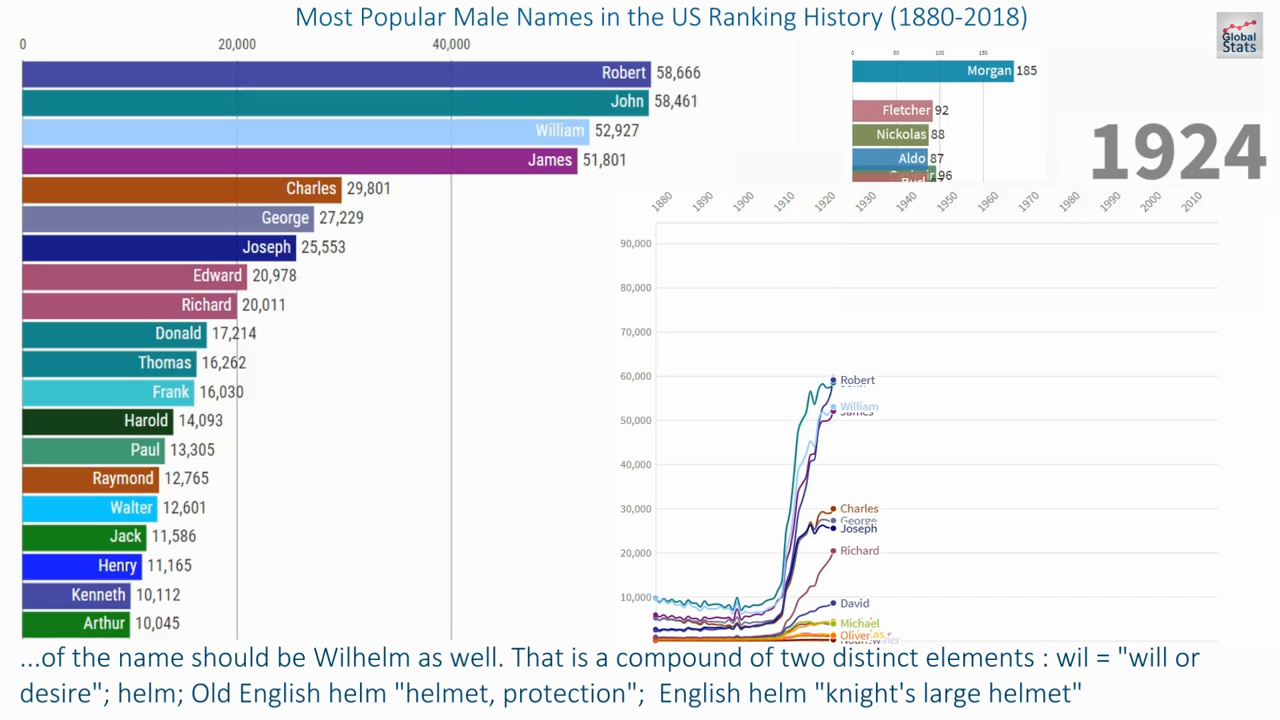 Most Popular Male Names in the US Ranking History (1880-2018)
Global
Stats
0 20,000 40,000
Robert 58,666
John 58,461
William 52,927
James 51,801
Charles 29,801
George 27,229
Joseph 25,553
Edward 20,978
Richard 20,011
Donald 17,214
Thomas 16,262
Frank 16,030
Harold 14,093
Paul 13,305
Raymond 12,765
Walter 12,601
Jack 11,586
Henry 11,165
Kenneth 10,112
Arthur 10,045
0 50 100 150
Morgan 185
Fletcher 92
Nickolas 88
Aldo 87
96
1924
1880 1890 1900 1910 1920 1930 1940 1950 1960 1970 1980 1990 2000 2010
90,000
80,000
70,000
60,000
50,000
40,000
30,000
20,000
10,000
Robert
William
James
Charles
George
Joseph
Richard
David
Michael
Oliver
...of the name should be Wilhelm as well. That is a compound of two distinct elements : wil = "will or
desire"; helm; Old English helm "helmet, protection"; English helm "knight's large helmet"